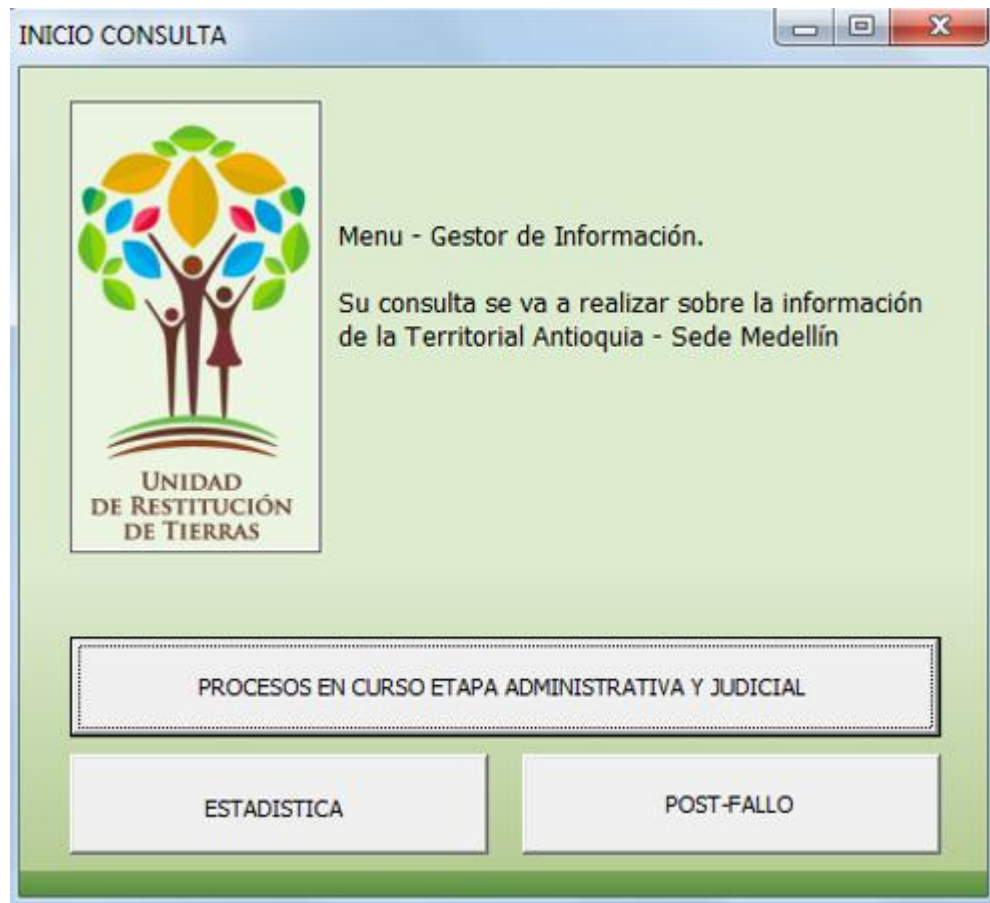 INICIO CONSULTA
Menu - Gestor de Información.
Su consulta se va a realizar sobre la información
de la Territorial Antioquia - Sede Medellín
UNIDAD
DE RESTITUCIÓN
DE TIERRAS
PROCESOS EN CURSO ETAPA ADMINISTRATIVA Y JUDICIAL
ESTADISTICA
POST-FALLO